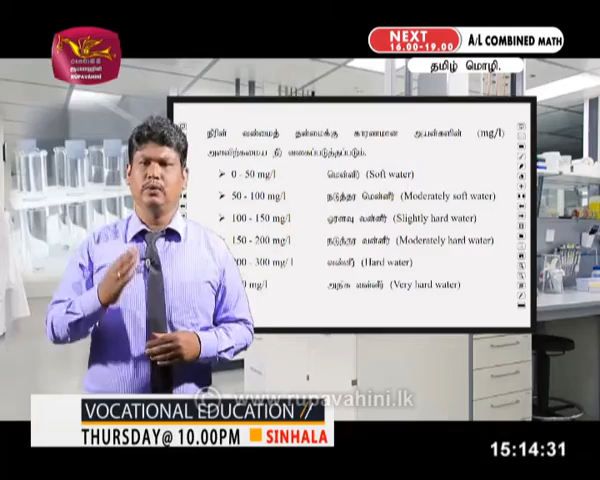 NEXT
16.00-19.00
A/L COMBINED MATH
தமிழ் மொழி.
RUPAVAHINI
நீரின் வன்மைத் தன்மைக்கு காரணமான அயன்களின் (mg/l)
அளவிற்கமைய நீர் வகைப்படுத்தப்படும்.
➤ 0 - 50 mg/l மென்னீர் (Soft water)
➤ 50 - 100 mg/l நடுத்தர மென்னீர் (Moderately soft water)
➤ 100 - 150 mg/l ஓரளவு வன்னீர் (Slightly hard water)
150 - 200 mg/l நடுத்தர வன்னீர் (Moderately hard water)
200 - 300 mg/l வன்னீர் (Hard water)
mg/l அதிக வன்னீர் (Very hard water)
© www.rupavahini.lk
VOCATIONAL EDUCATION //
THURSDAY@ 10.00PM SINHALA
15:14:31